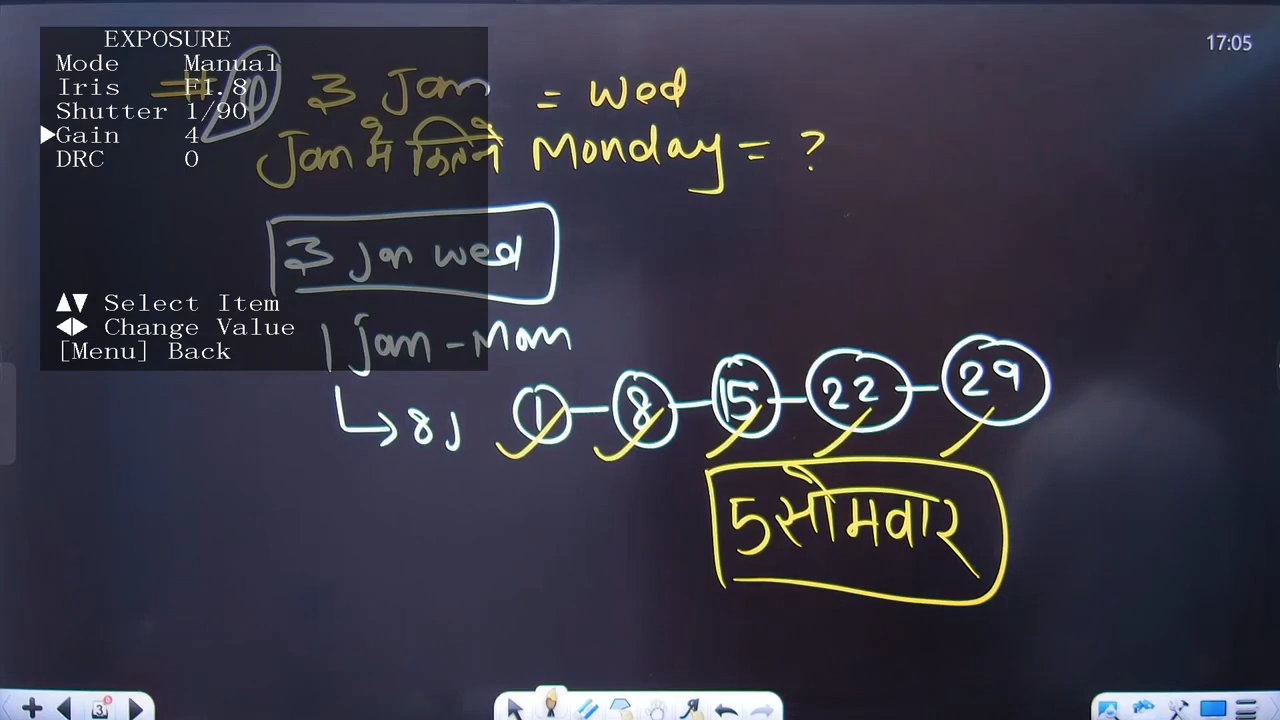 EXPOSURE
Mode Manual
Iris F1.8
Shutter 1/90
Gain 4
DRC 0
▲▼ Select Item
◀▶ Change Value
[Menu] Back
17:05
# 3 Jan = Wed
Jan में कितने Monday = ?
3 Jan Wed
1 Jan - Mon
1 - 8 - 15 - 22 - 29
5 सोमवार
3